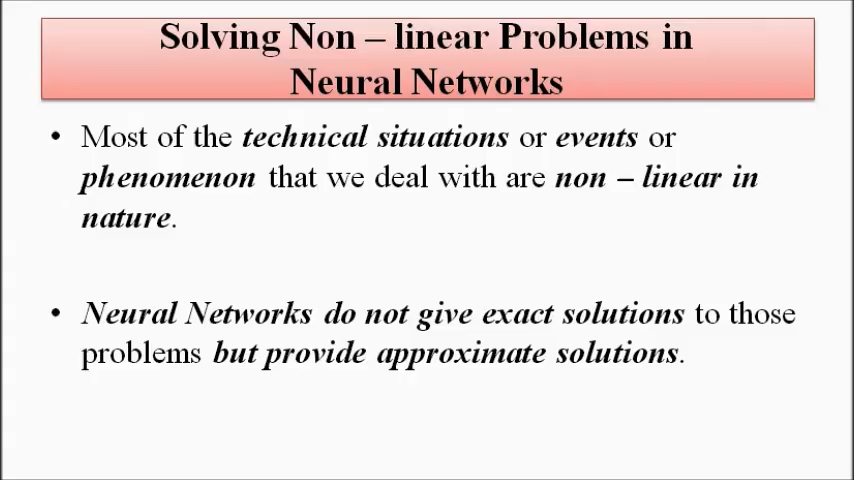 Solving Non – linear Problems in
Neural Networks
• Most of the technical situations or events or
phenomenon that we deal with are non – linear in
nature.
• Neural Networks do not give exact solutions to those
problems but provide approximate solutions.